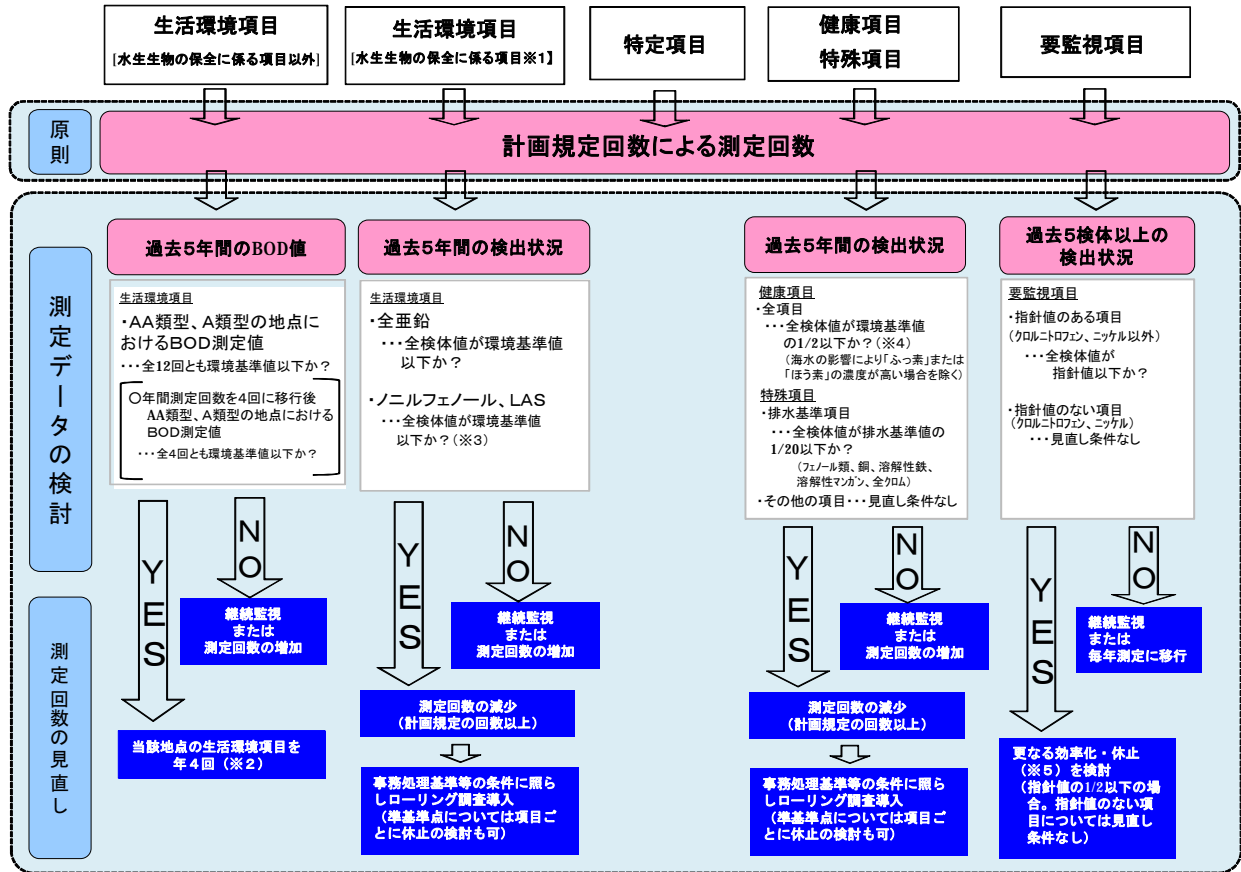 生活環境項目
[水生生物の保全に係る項目以外]
生活環境項目
[水生生物の保全に係る項目※1】
特定項目
健康項目
特殊項目
要監視項目
原則
計画規定回数による測定回数
測定データの検討
過去5年間のBOD値
生活環境項目
・AA類型、A類型の地点に
おけるBOD測定値
・・・全12回とも環境基準値以下か？
〇年間測定回数を4回に移行後
AA類型、A類型の地点における
BOD測定値
・・・全4回とも環境基準値以下か？
YES
NO
過去5年間の検出状況
生活環境項目
・全亜鉛
・・・全検体値が環境基準値
以下か？
・ノニルフェノール、LAS
・・・全検体値が環境基準値
以下か？（※3）
YES
NO
過去5年間の検出状況
健康項目
・全項目
・・・全検体値が環境基準値
の1/2以下か？（※4）
（海水の影響により「ふっ素」または
「ほう素」の濃度が高い場合を除く）
特殊項目
・排水基準項目
・・・全検体値が排水基準値の
1/20以下か？
（フェノール類、銅、溶解性鉄、
溶解性マンガン、全クロム）
・その他の項目・・・見直し条件なし
YES
NO
過去5検体以上の
検出状況
要監視項目
・指針値のある項目
（クロルニトロフェン、ニッケル以外）
・・・全検体値が
指針値以下か？
・指針値のない項目
（クロルニトロフェン、ニッケル）
・・・見直し条件なし
YES
NO
測定回数の見直し
継続監視
または
測定回数の増加
当該地点の生活環境項目を
年4回（※2）
継続監視
または
測定回数の増加
測定回数の減少
（計画規定の回数以上）
事務処理基準等の条件に照ら
しローリング調査導入
（準基準点については項目ご
とに休止の検討も可）
継続監視
または
測定回数の増加
測定回数の減少
（計画規定の回数以上）
事務処理基準等の条件に照ら
しローリング調査導入
（準基準点については項目ご
とに休止の検討も可）
継続監視
または
毎年測定に移行
更なる効率化・休止
（※5）を検討
（指針値の1/2以下の場
合。指針値のない項
目については見直し
条件なし）